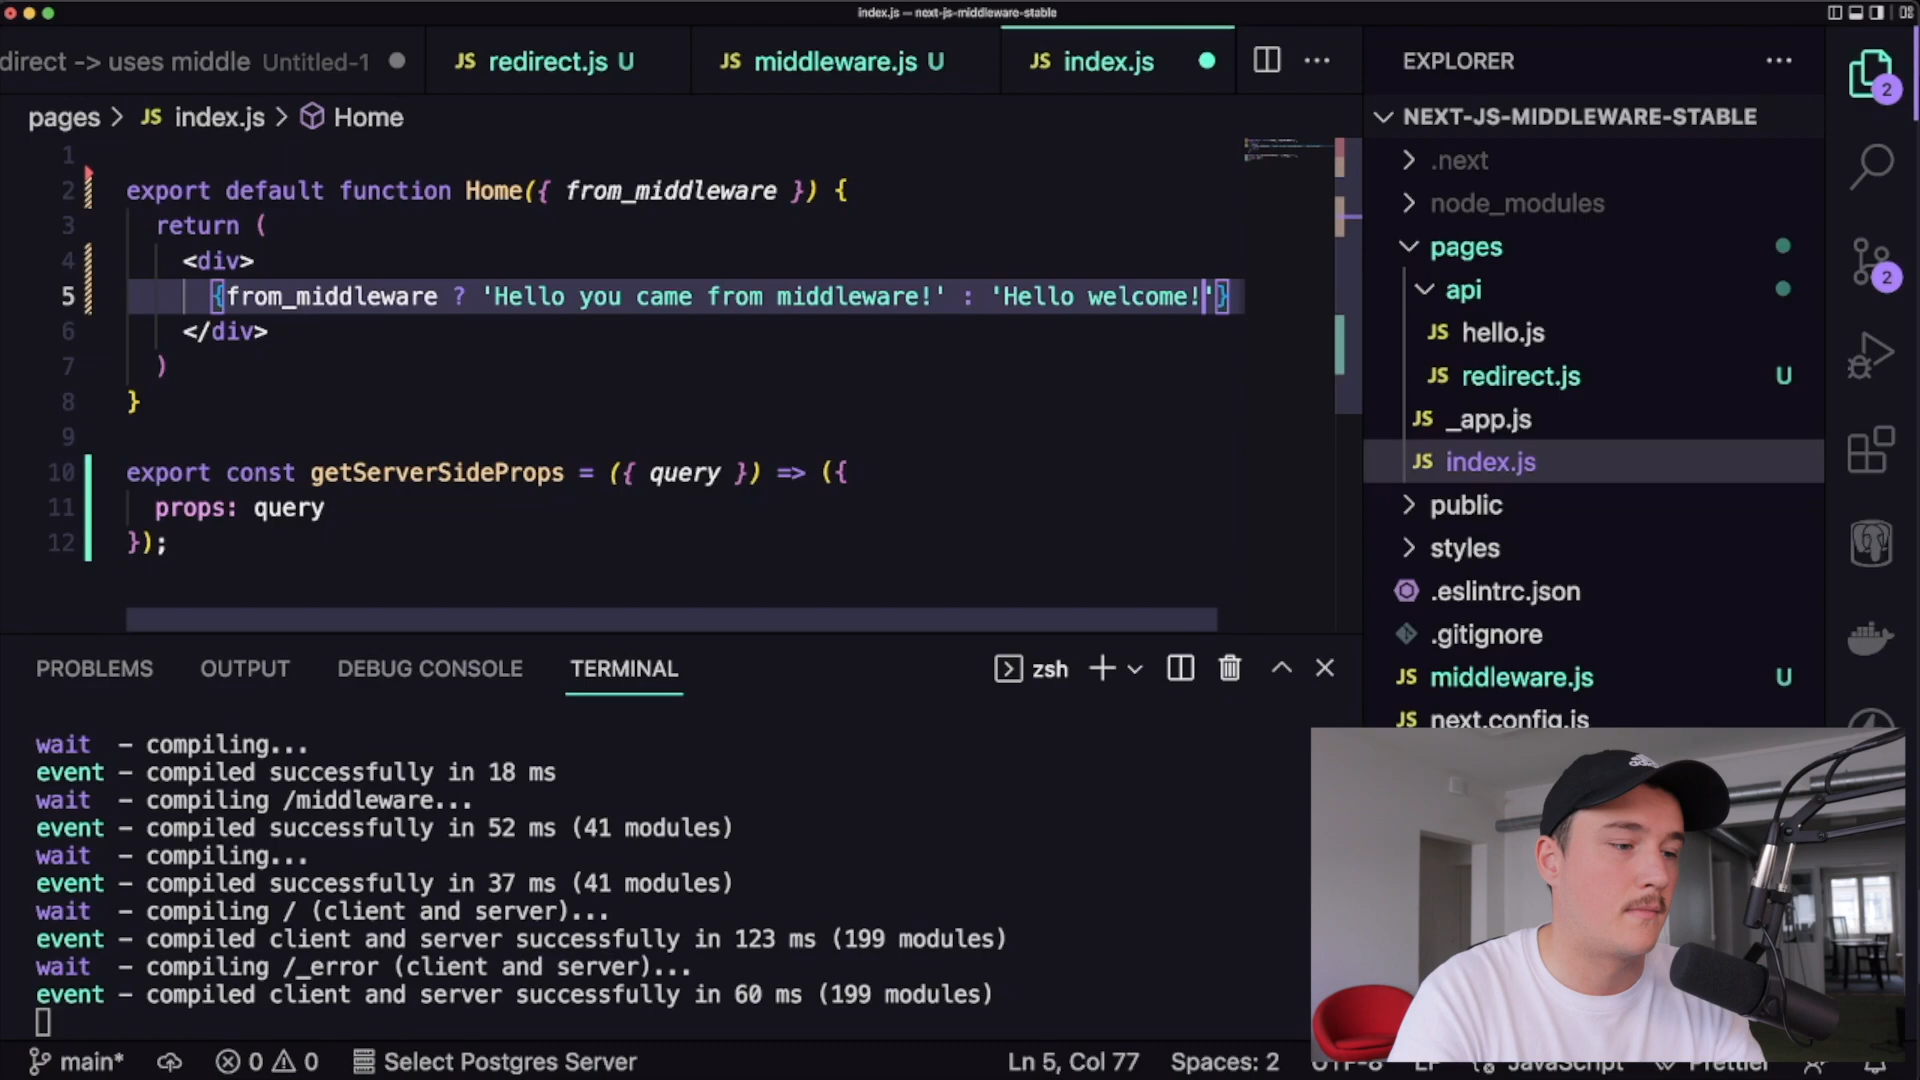 index.js — next-js-middleware-stable
direct -> uses middle Untitled-1
JS redirect.js U
JS middleware.js U
JS index.js
pages > JS index.js > Home
1
2 export default function Home({ from_middleware }) {
3 return (
4 <div>
5 {from_middleware ? 'Hello you came from middleware!' : 'Hello welcome!'}
6 </div>
7 )
8 }
9
10 export const getServerSideProps = ({ query }) => ({
11 props: query
12 });
PROBLEMS OUTPUT DEBUG CONSOLE TERMINAL
zsh
wait – compiling...
event – compiled successfully in 18 ms
wait – compiling /middleware...
event – compiled successfully in 52 ms (41 modules)
wait – compiling...
event – compiled successfully in 37 ms (41 modules)
wait – compiling / (client and server)...
event – compiled client and server successfully in 123 ms (199 modules)
wait – compiling /_error (client and server)...
event – compiled client and server successfully in 60 ms (199 modules)
EXPLORER
NEXT-JS-MIDDLEWARE-STABLE
.next
node_modules
pages
api
JS hello.js
JS redirect.js U
JS _app.js
JS index.js
public
styles
.eslintrc.json
.gitignore
JS middleware.js U
JS next.config.js
2
2
main* 0 0 Select Postgres Server
Ln 5, Col 77 Spaces: 2 UTF-8 LF JavaScript Prettier